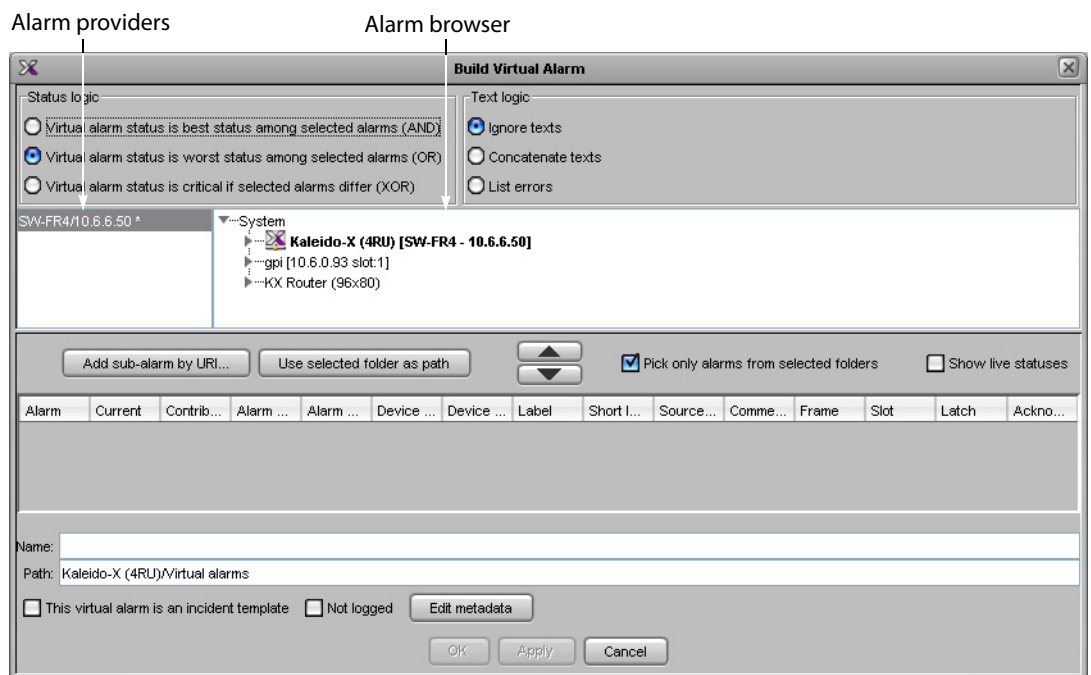 Alarm providers
Alarm browser
Build Virtual Alarm
Status logic
Virtual alarm status is best status among selected alarms (AND)
Virtual alarm status is worst status among selected alarms (OR)
Virtual alarm status is critical if selected alarms differ (XOR)
Text logic
Ignore texts
Concatenate texts
List errors
SW-FR4/10.6.6.50 *
System
Kaleido-X (4RU) [SW-FR4 - 10.6.6.50]
gpi [10.6.0.93 slot:1]
KX Router (96x80)
Add sub-alarm by URI... Use selected folder as path Pick only alarms from selected folders Show live statuses
Alarm Current Contrib... Alarm ... Alarm ... Device ... Device ... Label Short l... Source... Comme... Frame Slot Latch Ackno...
Name:
Path: Kaleido-X (4RU)/Virtual alarms
This virtual alarm is an incident template Not logged Edit metadata
OK Apply Cancel